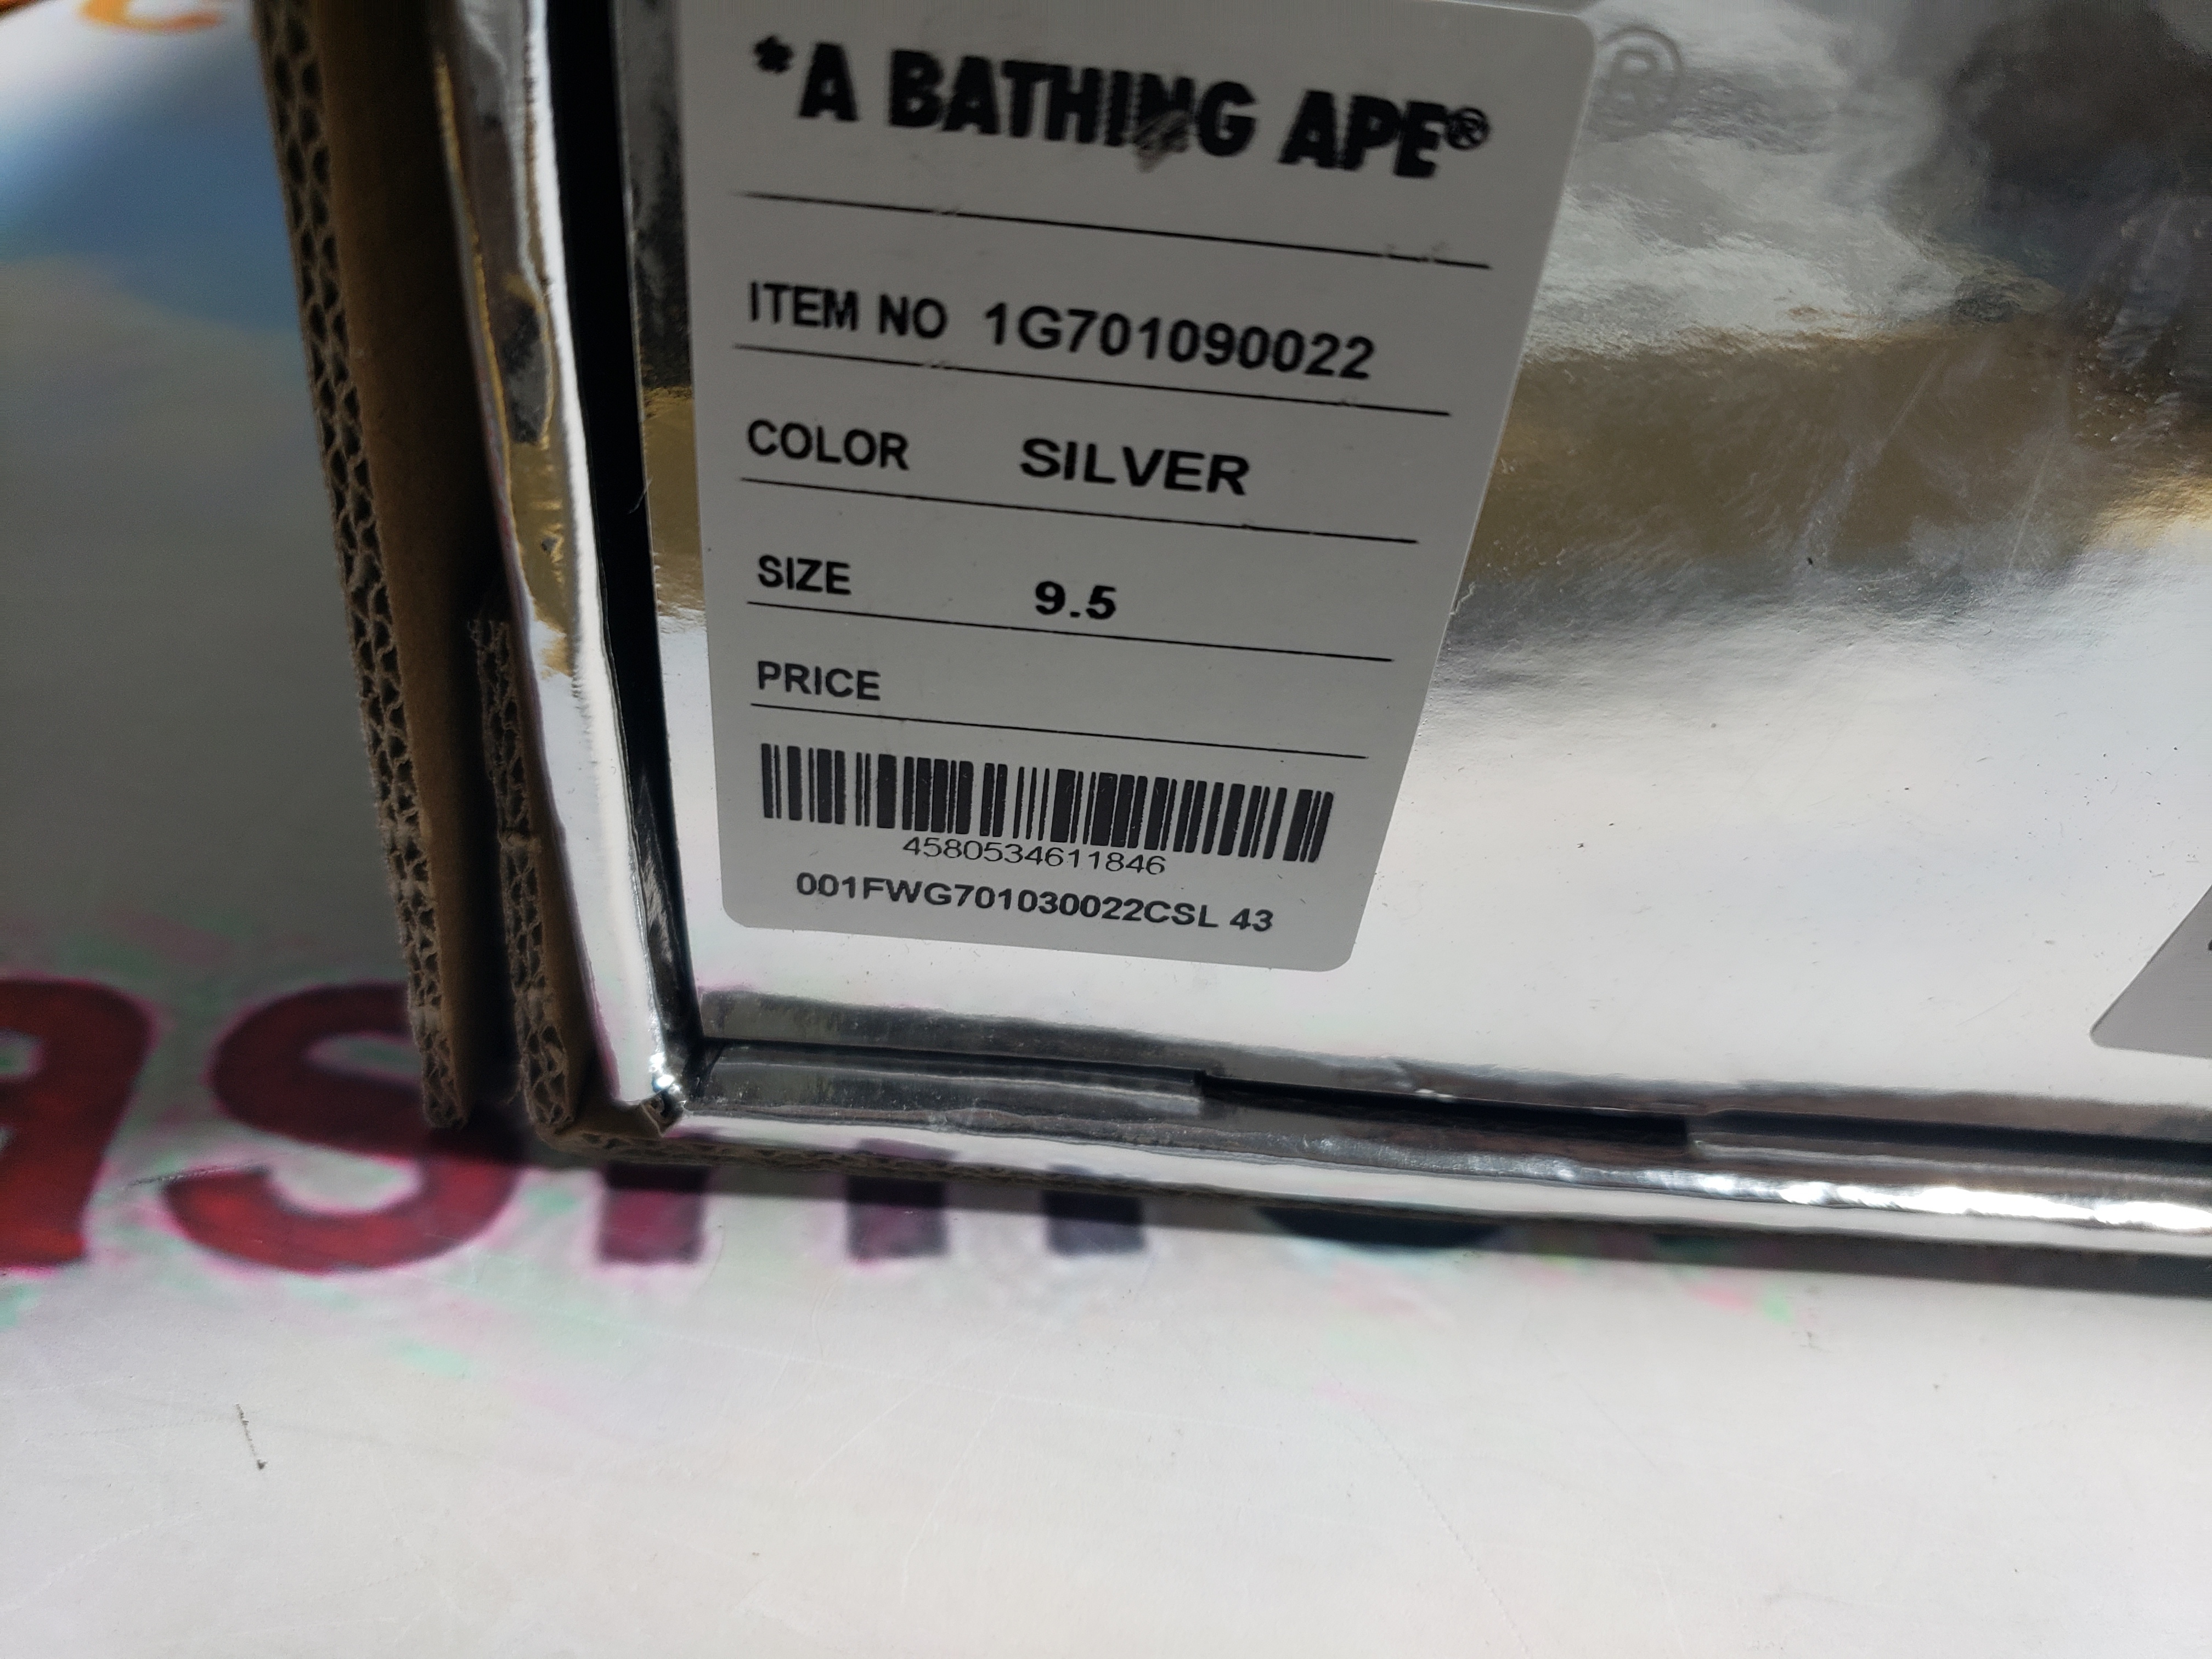 *A BATHING APE®
®
ITEM NO 1G701090022
COLOR SILVER
SIZE 9.5
PRICE
4580534611846
001FWG701030022CSL 43